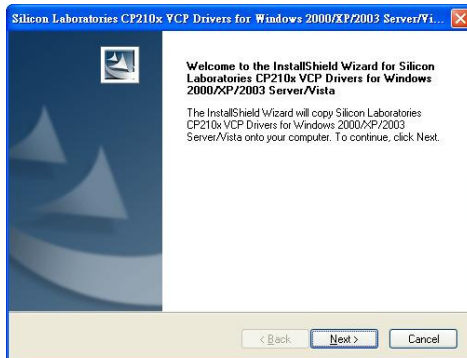 Silicon Laboratories CP210x VCP Drivers for Windows 2000/XP/2003 Server/Vi...
Welcome to the InstallShield Wizard for Silicon
Laboratories CP210x VCP Drivers for Windows
2000/XP/2003 Server/Vista
The InstallShield Wizard will copy Silicon Laboratories
CP210x VCP Drivers for Windows 2000/XP/2003
Server/Vista onto your computer. To continue, click Next.
< Back Next > Cancel